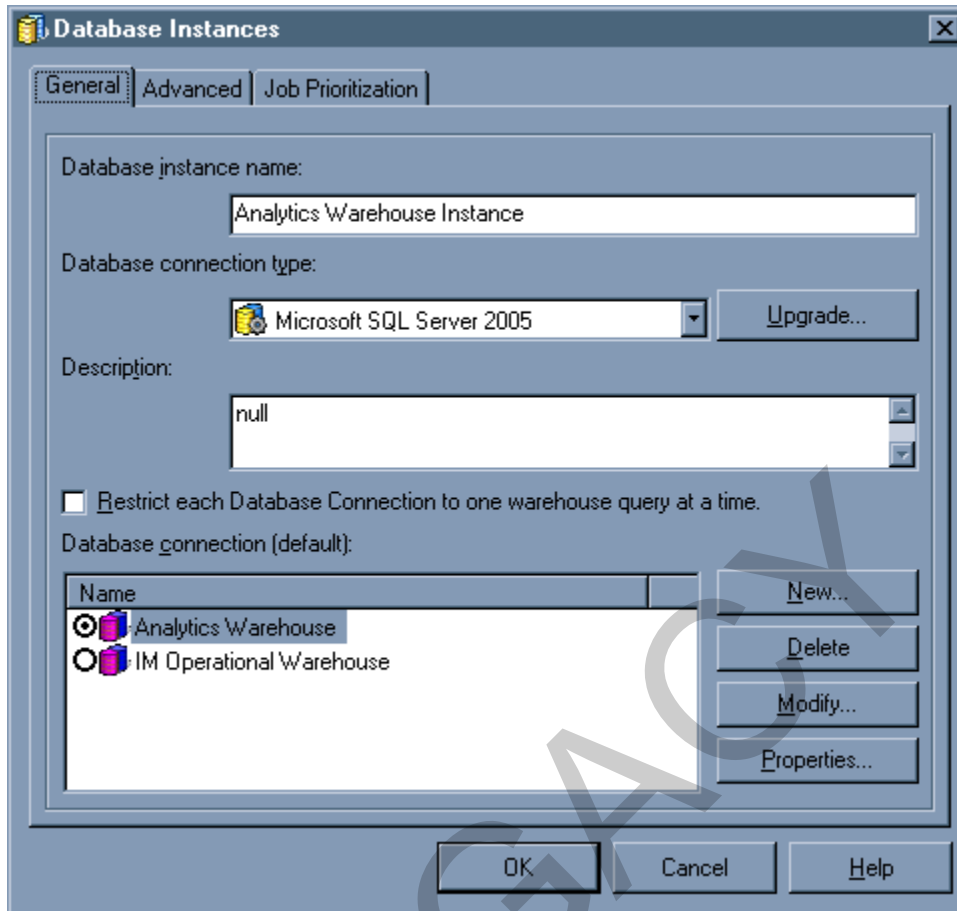 Database Instances
General Advanced Job Prioritization
Database instance name:
Analytics Warehouse Instance
Database connection type:
Microsoft SQL Server 2005
Upgrade...
Description:
null
Restrict each Database Connection to one warehouse query at a time.
Database connection (default):
Name
Analytics Warehouse
IM Operational Warehouse
New...
Delete
Modify...
Properties...
OK Cancel Help
GACY